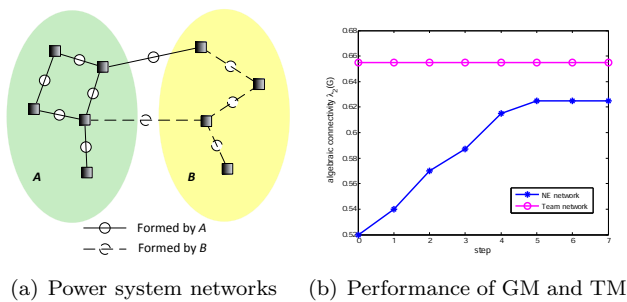 A
B
Formed by A
Formed by B
(a) Power system networks
algebraic connectivity λ₂(G)
0.68
0.66
0.64
0.62
0.6
0.58
0.56
0.54
0.52
0 1 2 3 4 5 6 7
step
NE network
Team network
(b) Performance of GM and TM